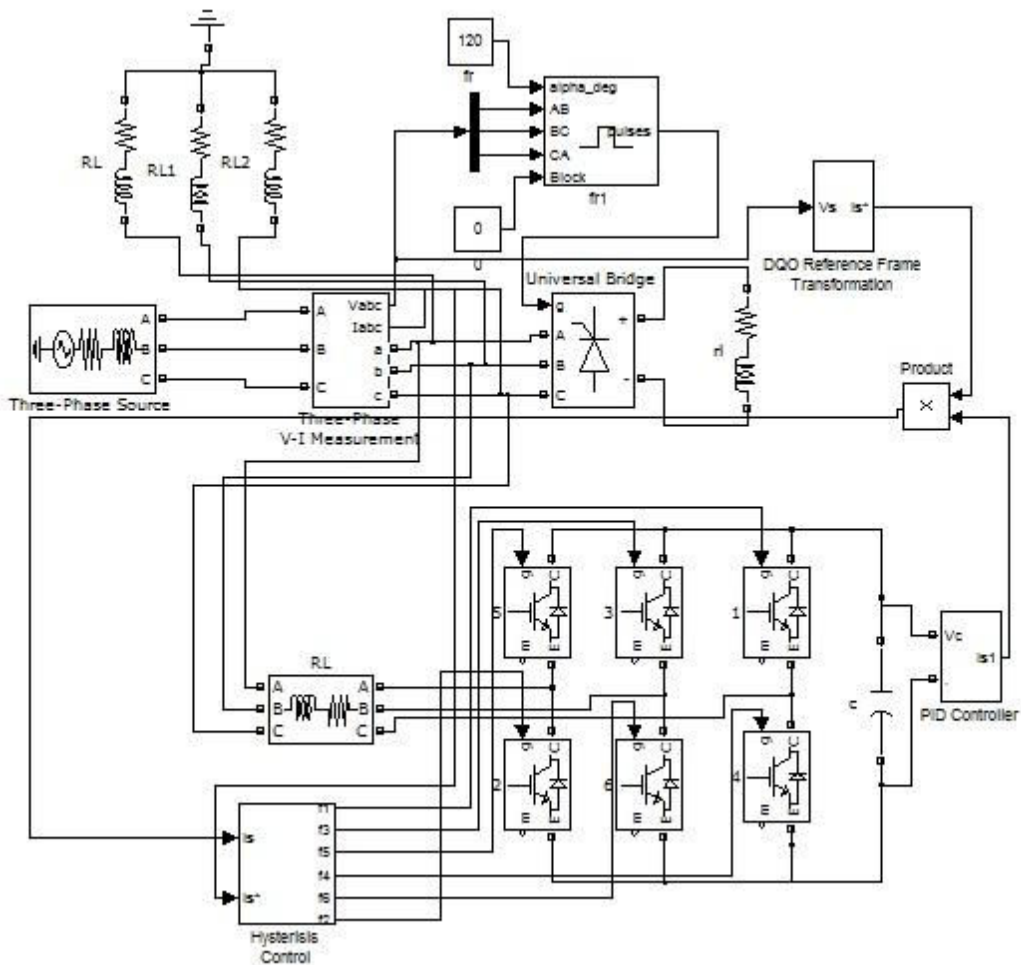 120
fr
alpha_deg
AB
BC
CA
Block
pulses
fr1
0
0
RL
RL1
RL2
Vs
Is*
DQO Reference Frame
Transformation
Universal Bridge
g
A
B
C
+
-
rl
Product
×
A
B
C
Three-Phase Source
A
B
C
Vabc
Iabc
a
b
c
Three-Phase
V-I Measurement
g
C
m
E
5
g
C
m
E
3
g
C
m
E
1
Vc
-
Is1
PID Controller
c
RL
A
B
C
A
B
C
g
C
m
E
2
g
C
m
E
6
g
C
m
E
4
Is
Is*
f1
f3
f5
f4
f6
f2
Hysterisis
Control